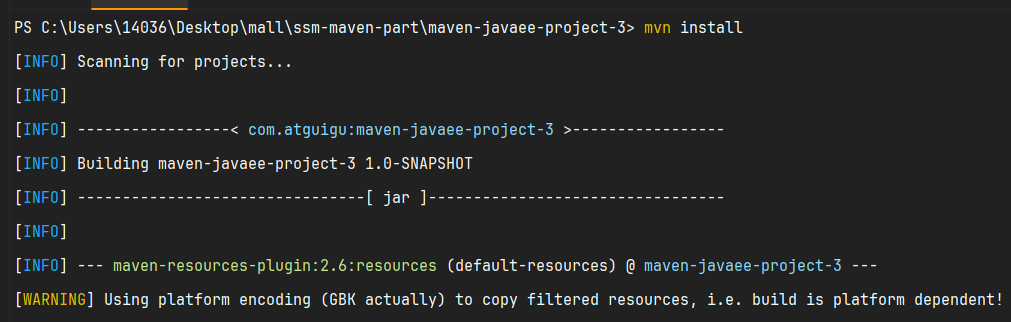 PS C:\Users\14036\Desktop\mall\ssm-maven-part\maven-javaee-project-3> mvn install
[INFO] Scanning for projects...
[INFO]
[INFO] -----------------< com.atguigu:maven-javaee-project-3 >-----------------
[INFO] Building maven-javaee-project-3 1.0-SNAPSHOT
[INFO] --------------------------------[ jar ]---------------------------------
[INFO]
[INFO] --- maven-resources-plugin:2.6:resources (default-resources) @ maven-javaee-project-3 ---
[WARNING] Using platform encoding (GBK actually) to copy filtered resources, i.e. build is platform dependent!